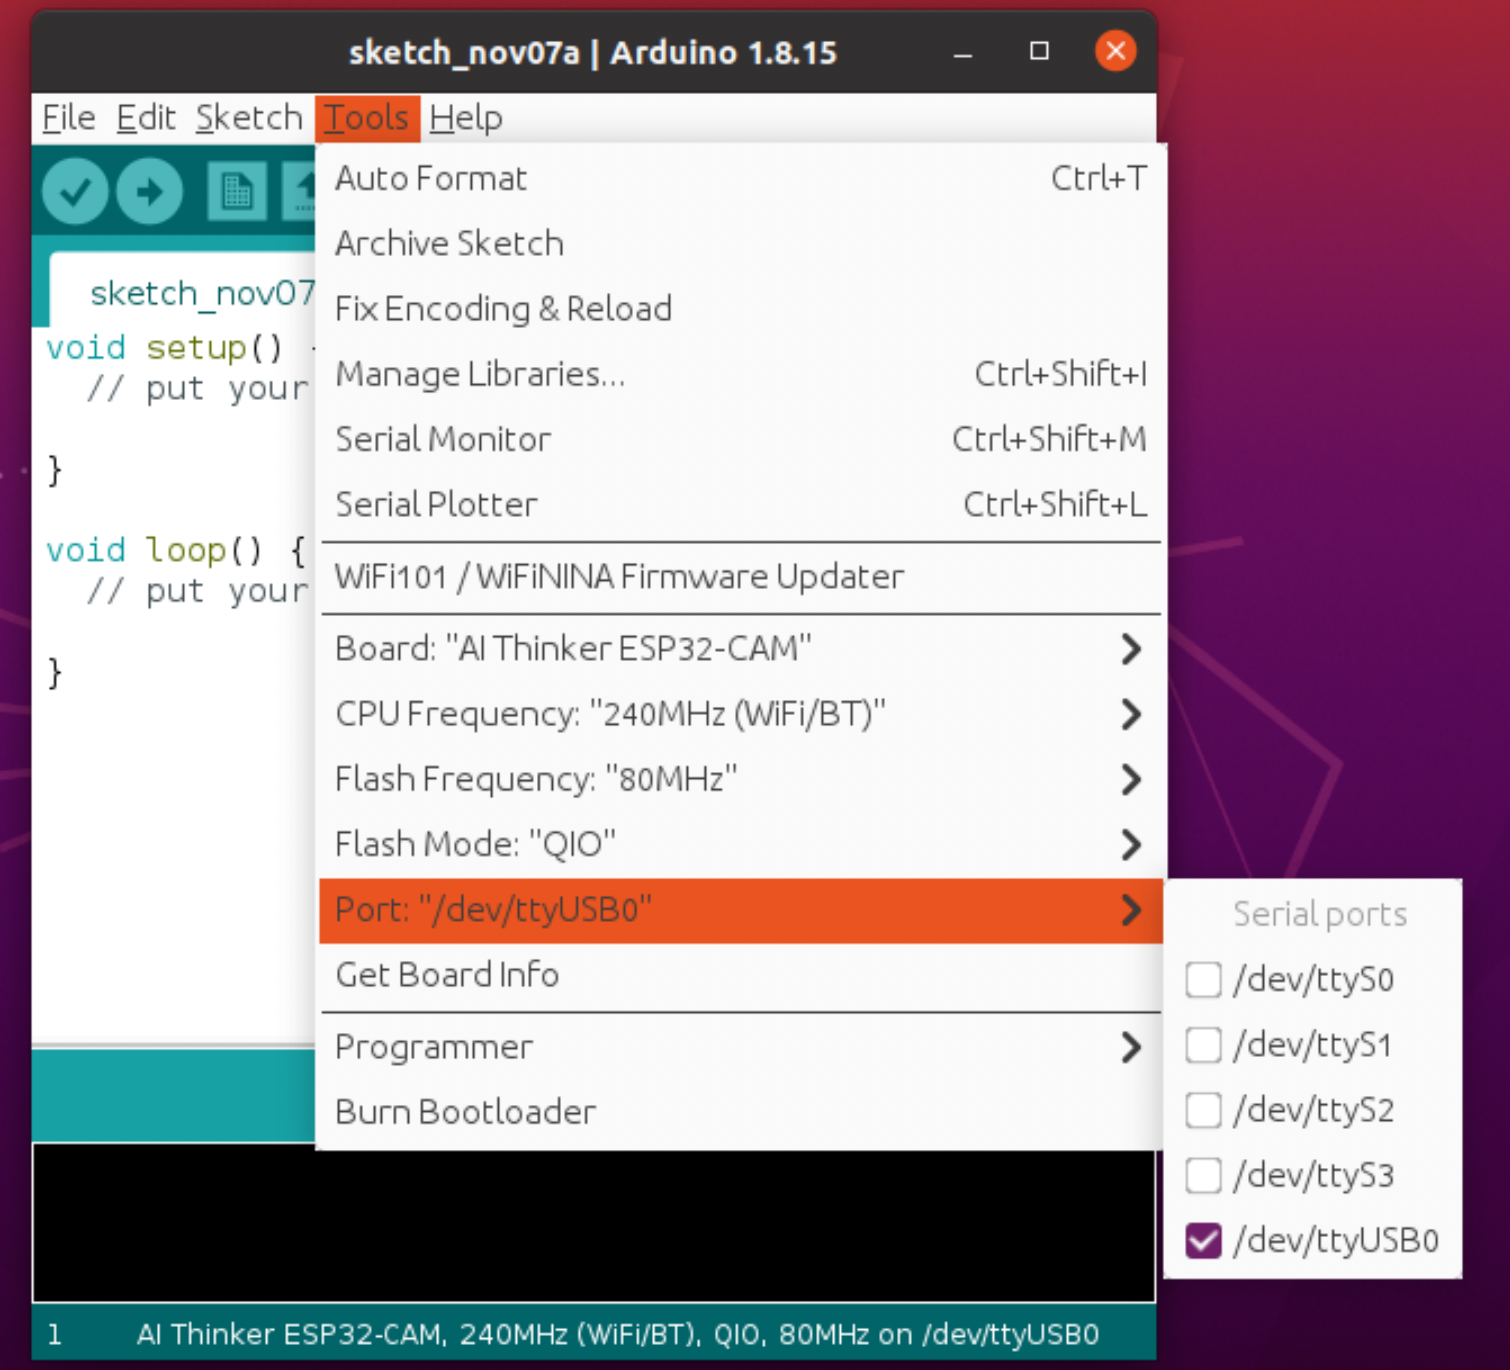 sketch_nov07a | Arduino 1.8.15
File Edit Sketch Tools Help
Auto Format Ctrl+T
Archive Sketch
Fix Encoding & Reload
Manage Libraries... Ctrl+Shift+I
Serial Monitor Ctrl+Shift+M
Serial Plotter Ctrl+Shift+L
WiFi101 / WiFiNINA Firmware Updater
Board: "AI Thinker ESP32-CAM"
CPU Frequency: "240MHz (WiFi/BT)"
Flash Frequency: "80MHz"
Flash Mode: "QIO"
Port: "/dev/ttyUSB0"
Get Board Info
Programmer
Burn Bootloader
Serial ports
/dev/ttyS0
/dev/ttyS1
/dev/ttyS2
/dev/ttyS3
/dev/ttyUSB0
sketch_nov07
void setup()
// put your
}
void loop() {
// put your
}
1 AI Thinker ESP32-CAM, 240MHz (WiFi/BT), QIO, 80MHz on /dev/ttyUSB0